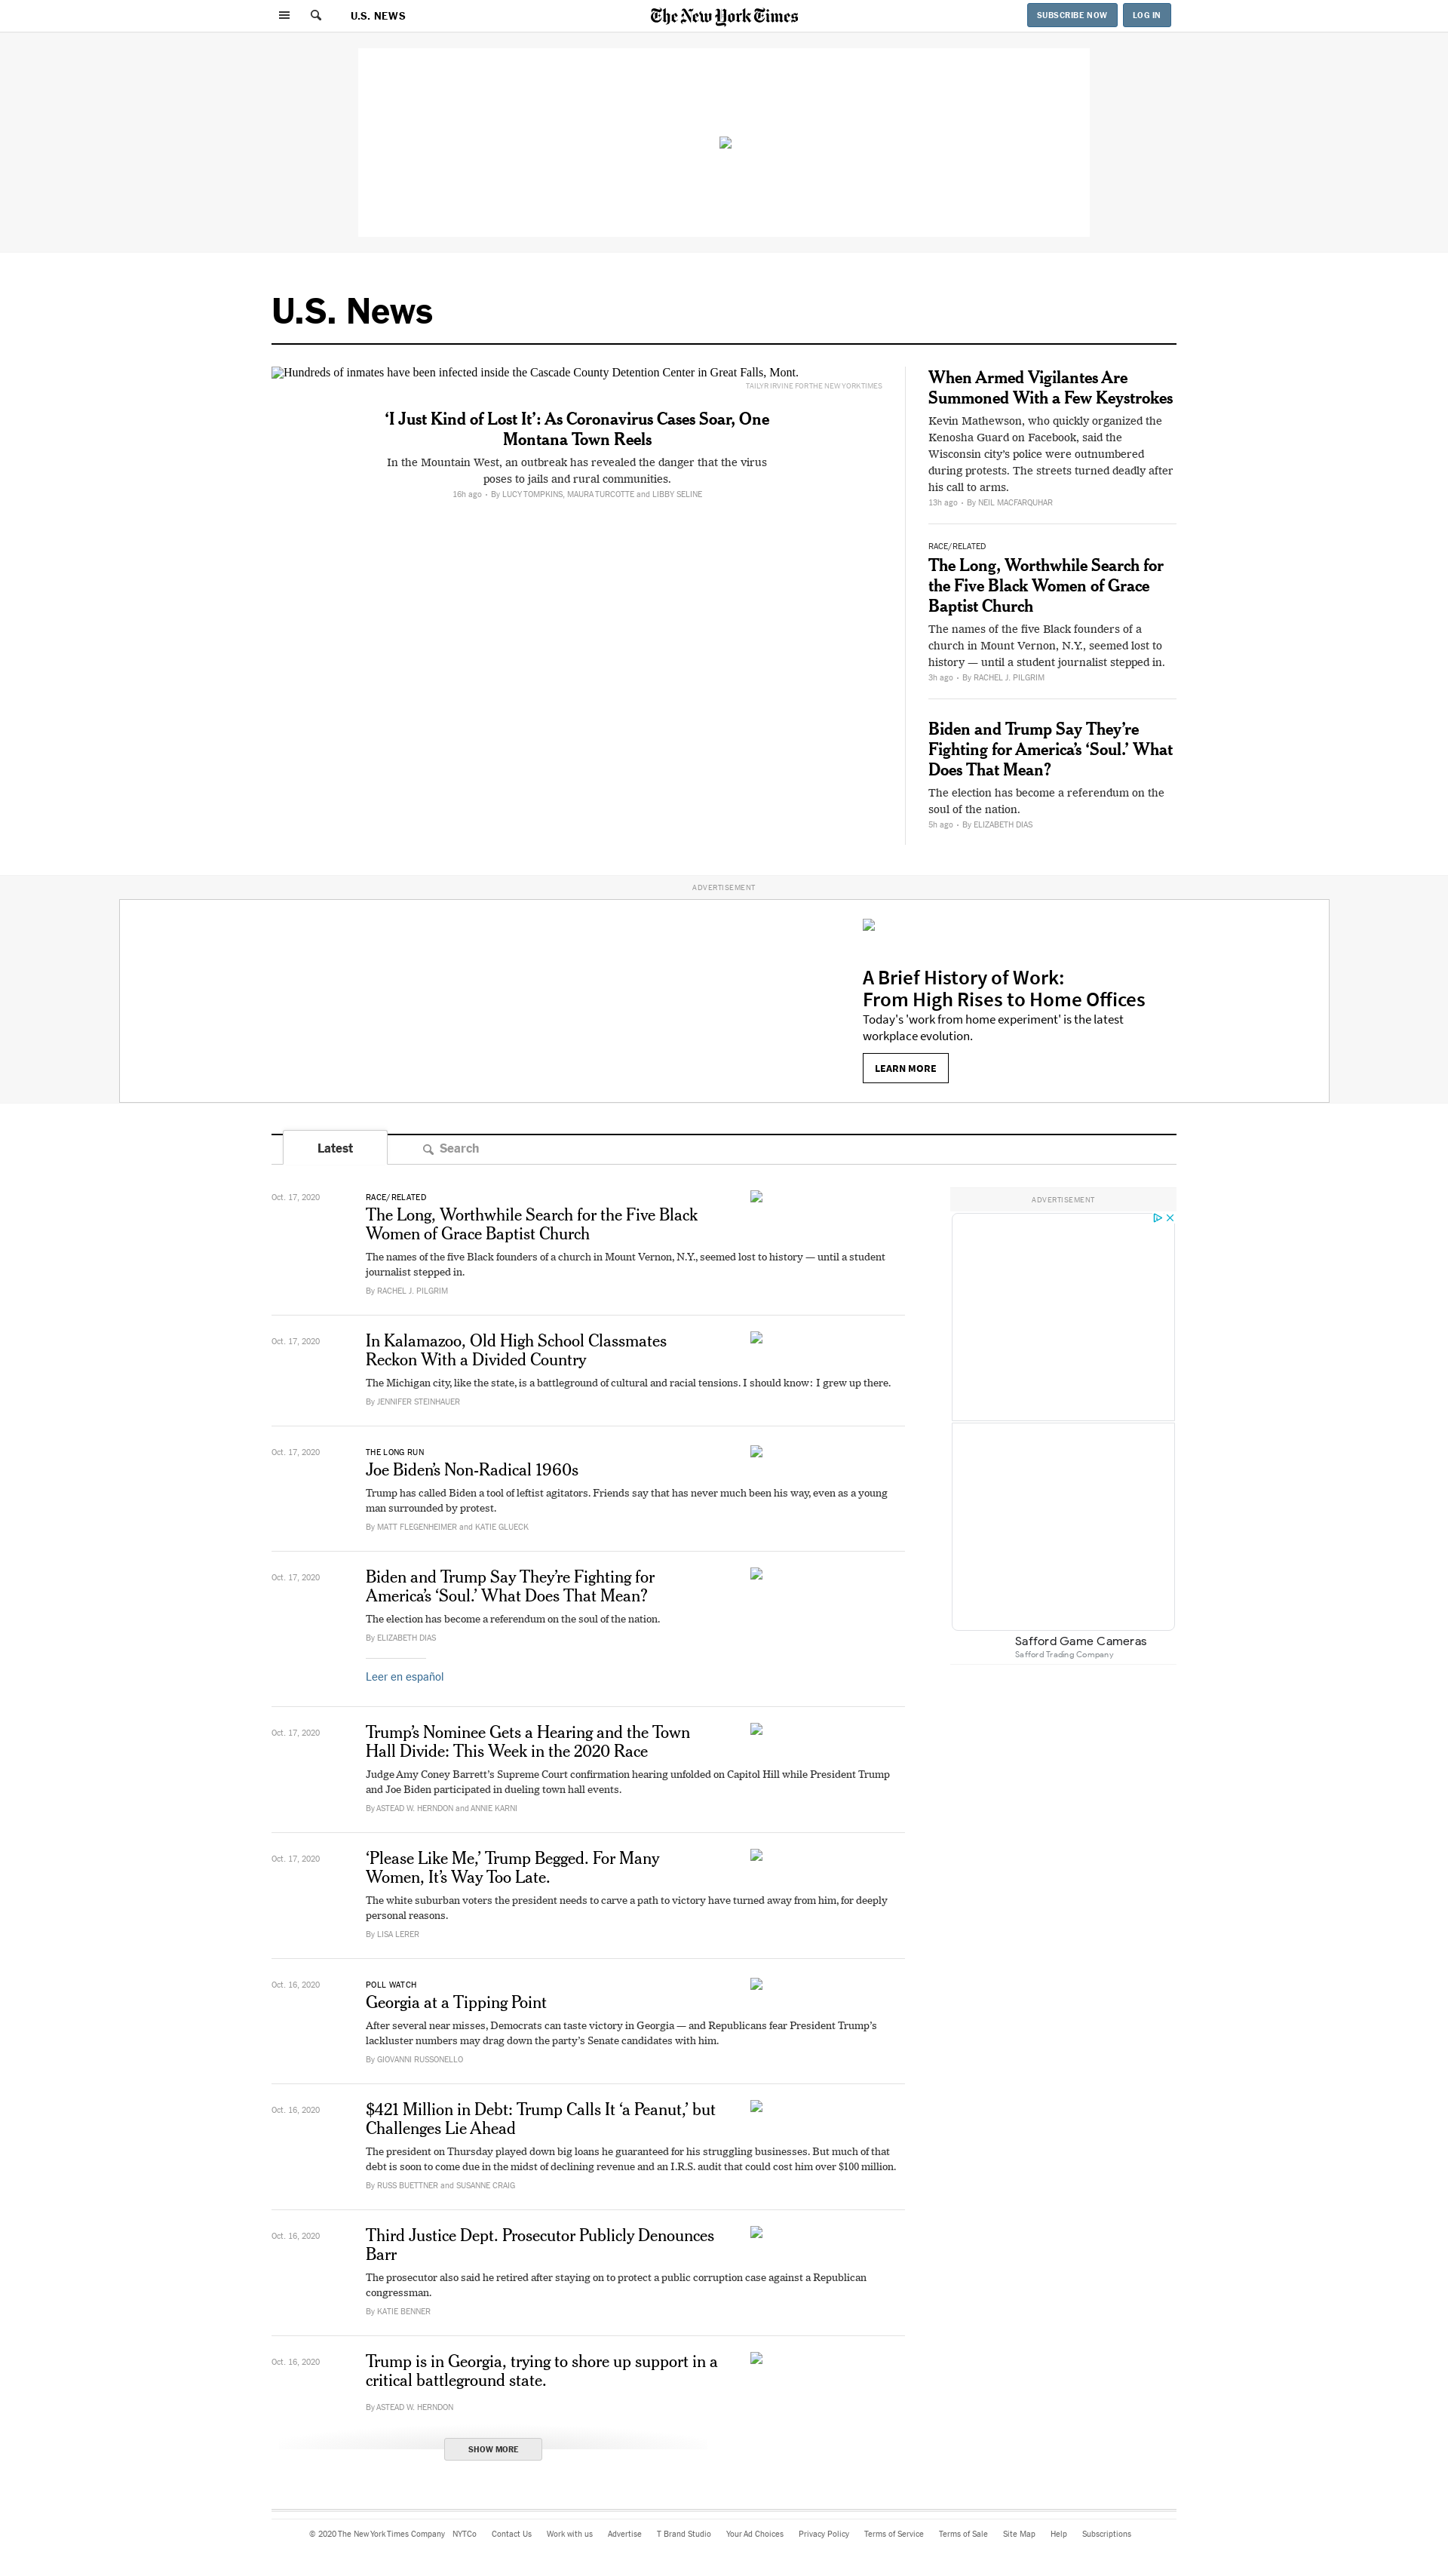 U.S. NEWS
The New York Times
SUBSCRIBE NOW
LOG IN
U.S. News
Hundreds of inmates have been infected inside the Cascade County Detention Center in Great Falls, Mont.
TAILYR IRVINE FOR THE NEW YORK TIMES
‘I Just Kind of Lost It’: As Coronavirus Cases Soar, One
Montana Town Reels
In the Mountain West, an outbreak has revealed the danger that the virus
poses to jails and rural communities.
16h ago • By LUCY TOMPKINS, MAURA TURCOTTE and LIBBY SELINE
When Armed Vigilantes Are
Summoned With a Few Keystrokes
Kevin Mathewson, who quickly organized the
Kenosha Guard on Facebook, said the
Wisconsin city’s police were outnumbered
during protests. The streets turned deadly after
his call to arms.
13h ago • By NEIL MACFARQUHAR
RACE/RELATED
The Long, Worthwhile Search for
the Five Black Women of Grace
Baptist Church
The names of the five Black founders of a
church in Mount Vernon, N.Y., seemed lost to
history — until a student journalist stepped in.
3h ago • By RACHEL J. PILGRIM
Biden and Trump Say They’re
Fighting for America’s ‘Soul.’ What
Does That Mean?
The election has become a referendum on the
soul of the nation.
5h ago • By ELIZABETH DIAS
ADVERTISEMENT
A Brief History of Work:
From High Rises to Home Offices
Today's 'work from home experiment' is the latest
workplace evolution.
LEARN MORE
Latest
Search
Oct. 17, 2020
RACE/RELATED
The Long, Worthwhile Search for the Five Black
Women of Grace Baptist Church
The names of the five Black founders of a church in Mount Vernon, N.Y., seemed lost to history — until a student
journalist stepped in.
By RACHEL J. PILGRIM
Oct. 17, 2020
In Kalamazoo, Old High School Classmates
Reckon With a Divided Country
The Michigan city, like the state, is a battleground of cultural and racial tensions. I should know: I grew up there.
By JENNIFER STEINHAUER
Oct. 17, 2020
THE LONG RUN
Joe Biden’s Non-Radical 1960s
Trump has called Biden a tool of leftist agitators. Friends say that has never much been his way, even as a young
man surrounded by protest.
By MATT FLEGENHEIMER and KATIE GLUECK
Oct. 17, 2020
Biden and Trump Say They’re Fighting for
America’s ‘Soul.’ What Does That Mean?
The election has become a referendum on the soul of the nation.
By ELIZABETH DIAS
Leer en español
Oct. 17, 2020
Trump’s Nominee Gets a Hearing and the Town
Hall Divide: This Week in the 2020 Race
Judge Amy Coney Barrett’s Supreme Court confirmation hearing unfolded on Capitol Hill while President Trump
and Joe Biden participated in dueling town hall events.
By ASTEAD W. HERNDON and ANNIE KARNI
Oct. 17, 2020
‘Please Like Me,’ Trump Begged. For Many
Women, It’s Way Too Late.
The white suburban voters the president needs to carve a path to victory have turned away from him, for deeply
personal reasons.
By LISA LERER
Oct. 16, 2020
POLL WATCH
Georgia at a Tipping Point
After several near misses, Democrats can taste victory in Georgia — and Republicans fear President Trump’s
lackluster numbers may drag down the party’s Senate candidates with him.
By GIOVANNI RUSSONELLO
Oct. 16, 2020
$421 Million in Debt: Trump Calls It ‘a Peanut,’ but
Challenges Lie Ahead
The president on Thursday played down big loans he guaranteed for his struggling businesses. But much of that
debt is soon to come due in the midst of declining revenue and an I.R.S. audit that could cost him over $100 million.
By RUSS BUETTNER and SUSANNE CRAIG
Oct. 16, 2020
Third Justice Dept. Prosecutor Publicly Denounces
Barr
The prosecutor also said he retired after staying on to protect a public corruption case against a Republican
congressman.
By KATIE BENNER
Oct. 16, 2020
Trump is in Georgia, trying to shore up support in a
critical battleground state.
By ASTEAD W. HERNDON
SHOW MORE
ADVERTISEMENT
Safford Game Cameras
Safford Trading Company
© 2020 The New York Times Company NYTCo Contact Us Work with us Advertise T Brand Studio Your Ad Choices Privacy Policy Terms of Service Terms of Sale Site Map Help Subscriptions